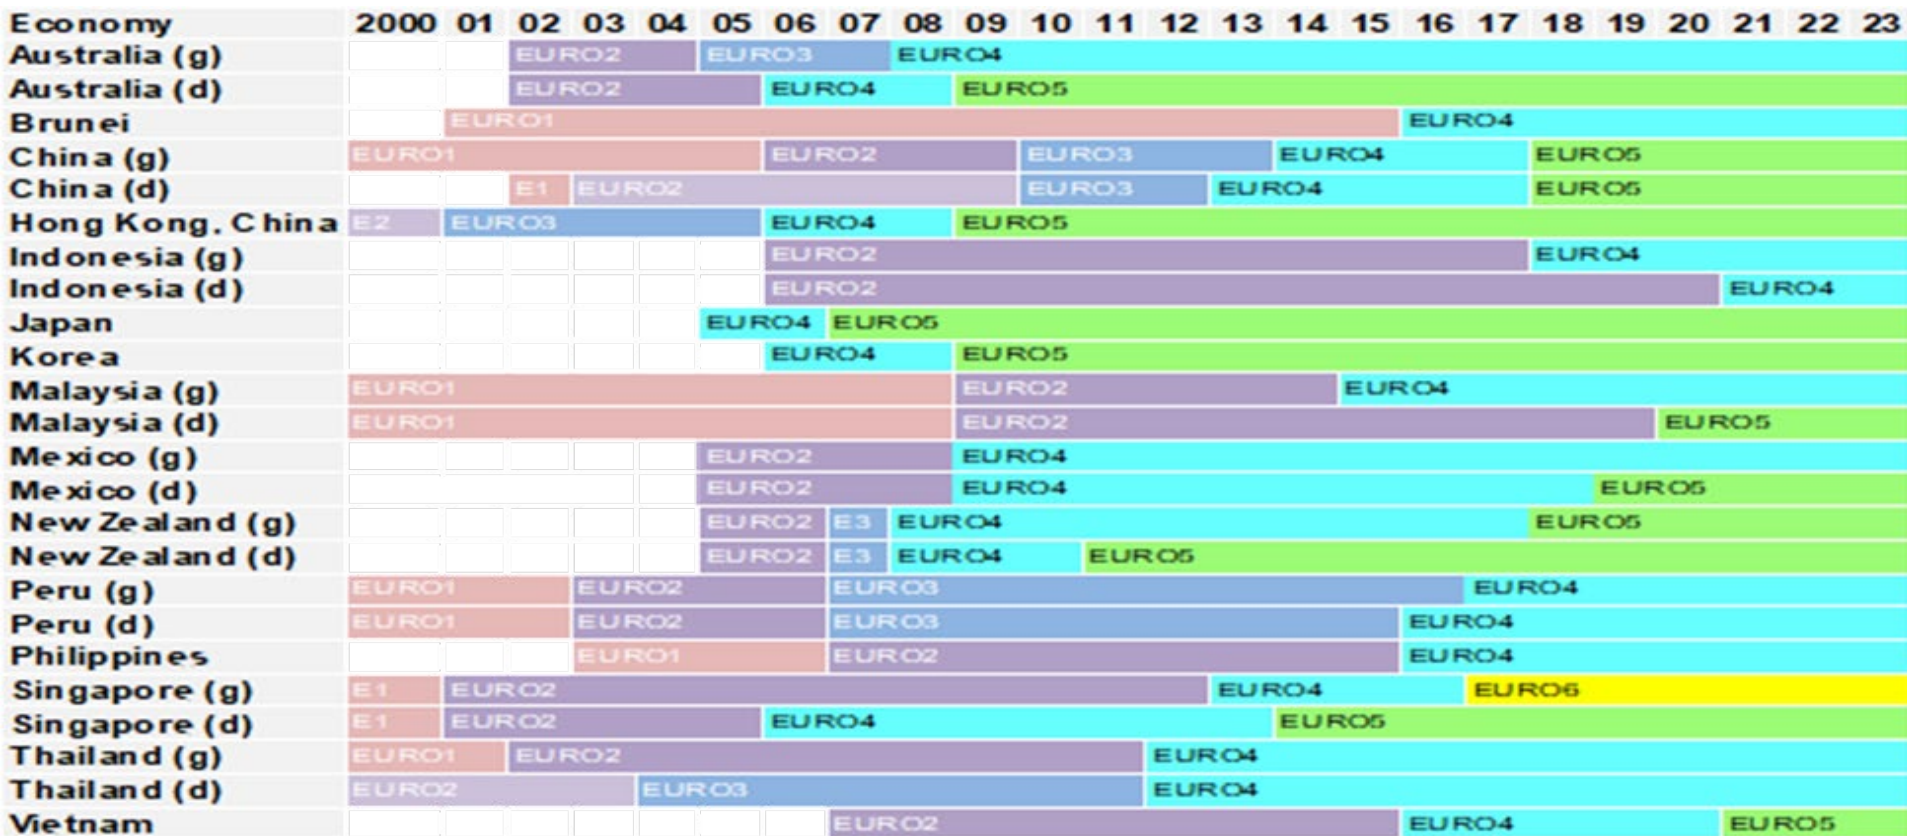 Economy 2000 01 02 03 04 05 06 07 08 09 10 11 12 13 14 15 16 17 18 19 20 21 22 23
Australia (g) EURO2 EURO3 EURO4
Australia (d) EURO2 EURO4 EURO5
Brunei EURO1 EURO4
China (g) EURO1 EURO2 EURO3 EURO4 EURO5
China (d) E1 EURO2 EURO3 EURO4 EURO5
Hong Kong, China E2 EURO3 EURO4 EURO5
Indonesia (g) EURO2 EURO4
Indonesia (d) EURO2 EURO4
Japan EURO4 EURO5
Korea EURO4 EURO5
Malaysia (g) EURO1 EURO2 EURO4
Malaysia (d) EURO1 EURO2 EURO5
Mexico (g) EURO2 EURO4
Mexico (d) EURO2 EURO4 EURO5
New Zealand (g) EURO2 E3 EURO4 EURO5
New Zealand (d) EURO2 E3 EURO4 EURO5
Peru (g) EURO1 EURO2 EURO3 EURO4
Peru (d) EURO1 EURO2 EURO3 EURO4
Philippines EURO1 EURO2 EURO4
Singapore (g) E1 EURO2 EURO4 EURO6
Singapore (d) E1 EURO2 EURO4 EURO5
Thailand (g) EURO1 EURO2 EURO4
Thailand (d) EURO2 EURO3 EURO4
Vietnam EURO2 EURO4 EURO5